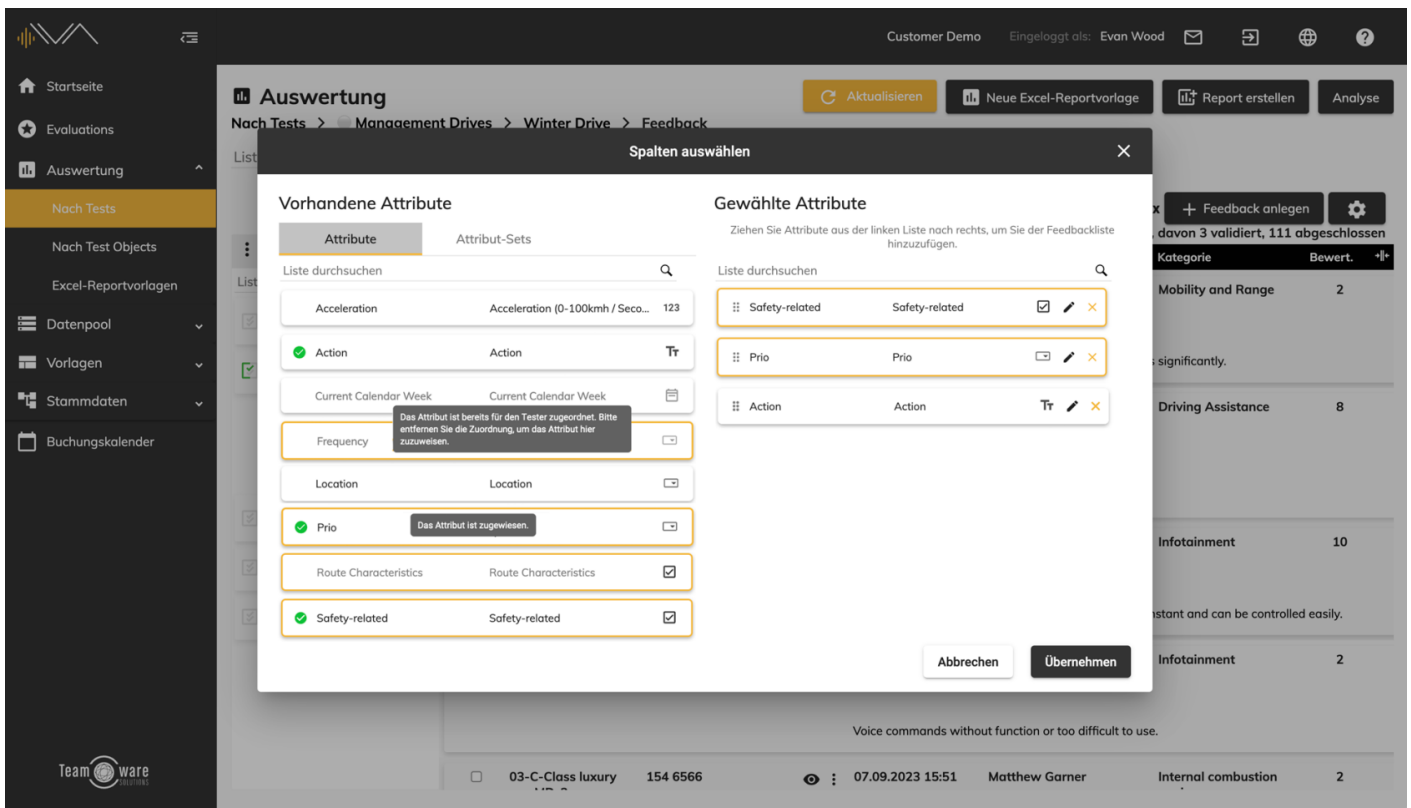 Customer Demo
Eingeloggt als: Evan Wood
Startseite
Evaluations
Auswertung
Nach Tests
Nach Test Objects
Excel-Reportvorlagen
Datenpool
Vorlagen
Stammdaten
Buchungskalender
Team ware
SOLUTIONS
Auswertung
Aktualisieren
Neue Excel-Reportvorlage
Report erstellen
Analyse
Nach Tests > Management Drives > Winter Drive > Feedback
List
Spalten auswählen
Vorhandene Attribute
Attribute
Attribut-Sets
Liste durchsuchen
Acceleration Acceleration (0-100kmh / Seco... 123
Action Action Tт
Current Calendar Week Current Calendar Week
Das Attribut ist bereits für den Tester zugeordnet. Bitte
entfernen Sie die Zuordnung, um das Attribut hier
zuzuweisen.
Frequency
Location Location
Prio
Das Attribut ist zugewiesen.
Route Characteristics Route Characteristics
Safety-related Safety-related
Gewählte Attribute
Ziehen Sie Attribute aus der linken Liste nach rechts, um Sie der Feedbackliste
hinzuzufügen.
Liste durchsuchen
Safety-related Safety-related
Prio Prio
Action Action Tт
Abbrechen
Übernehmen
List
x
+ Feedback anlegen
, davon 3 validiert, 111 abgeschlossen
Kategorie Bewert.
Mobility and Range 2
significantly.
Driving Assistance 8
Infotainment 10
nstant and can be controlled easily.
Infotainment 2
Voice commands without function or too difficult to use.
03-C-Class luxury 154 6566 07.09.2023 15:51 Matthew Garner Internal combustion 2